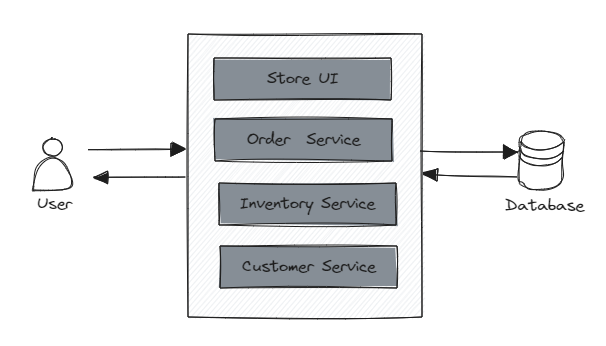 Store UI
Order Service
Inventory Service
Customer Service
User
Database